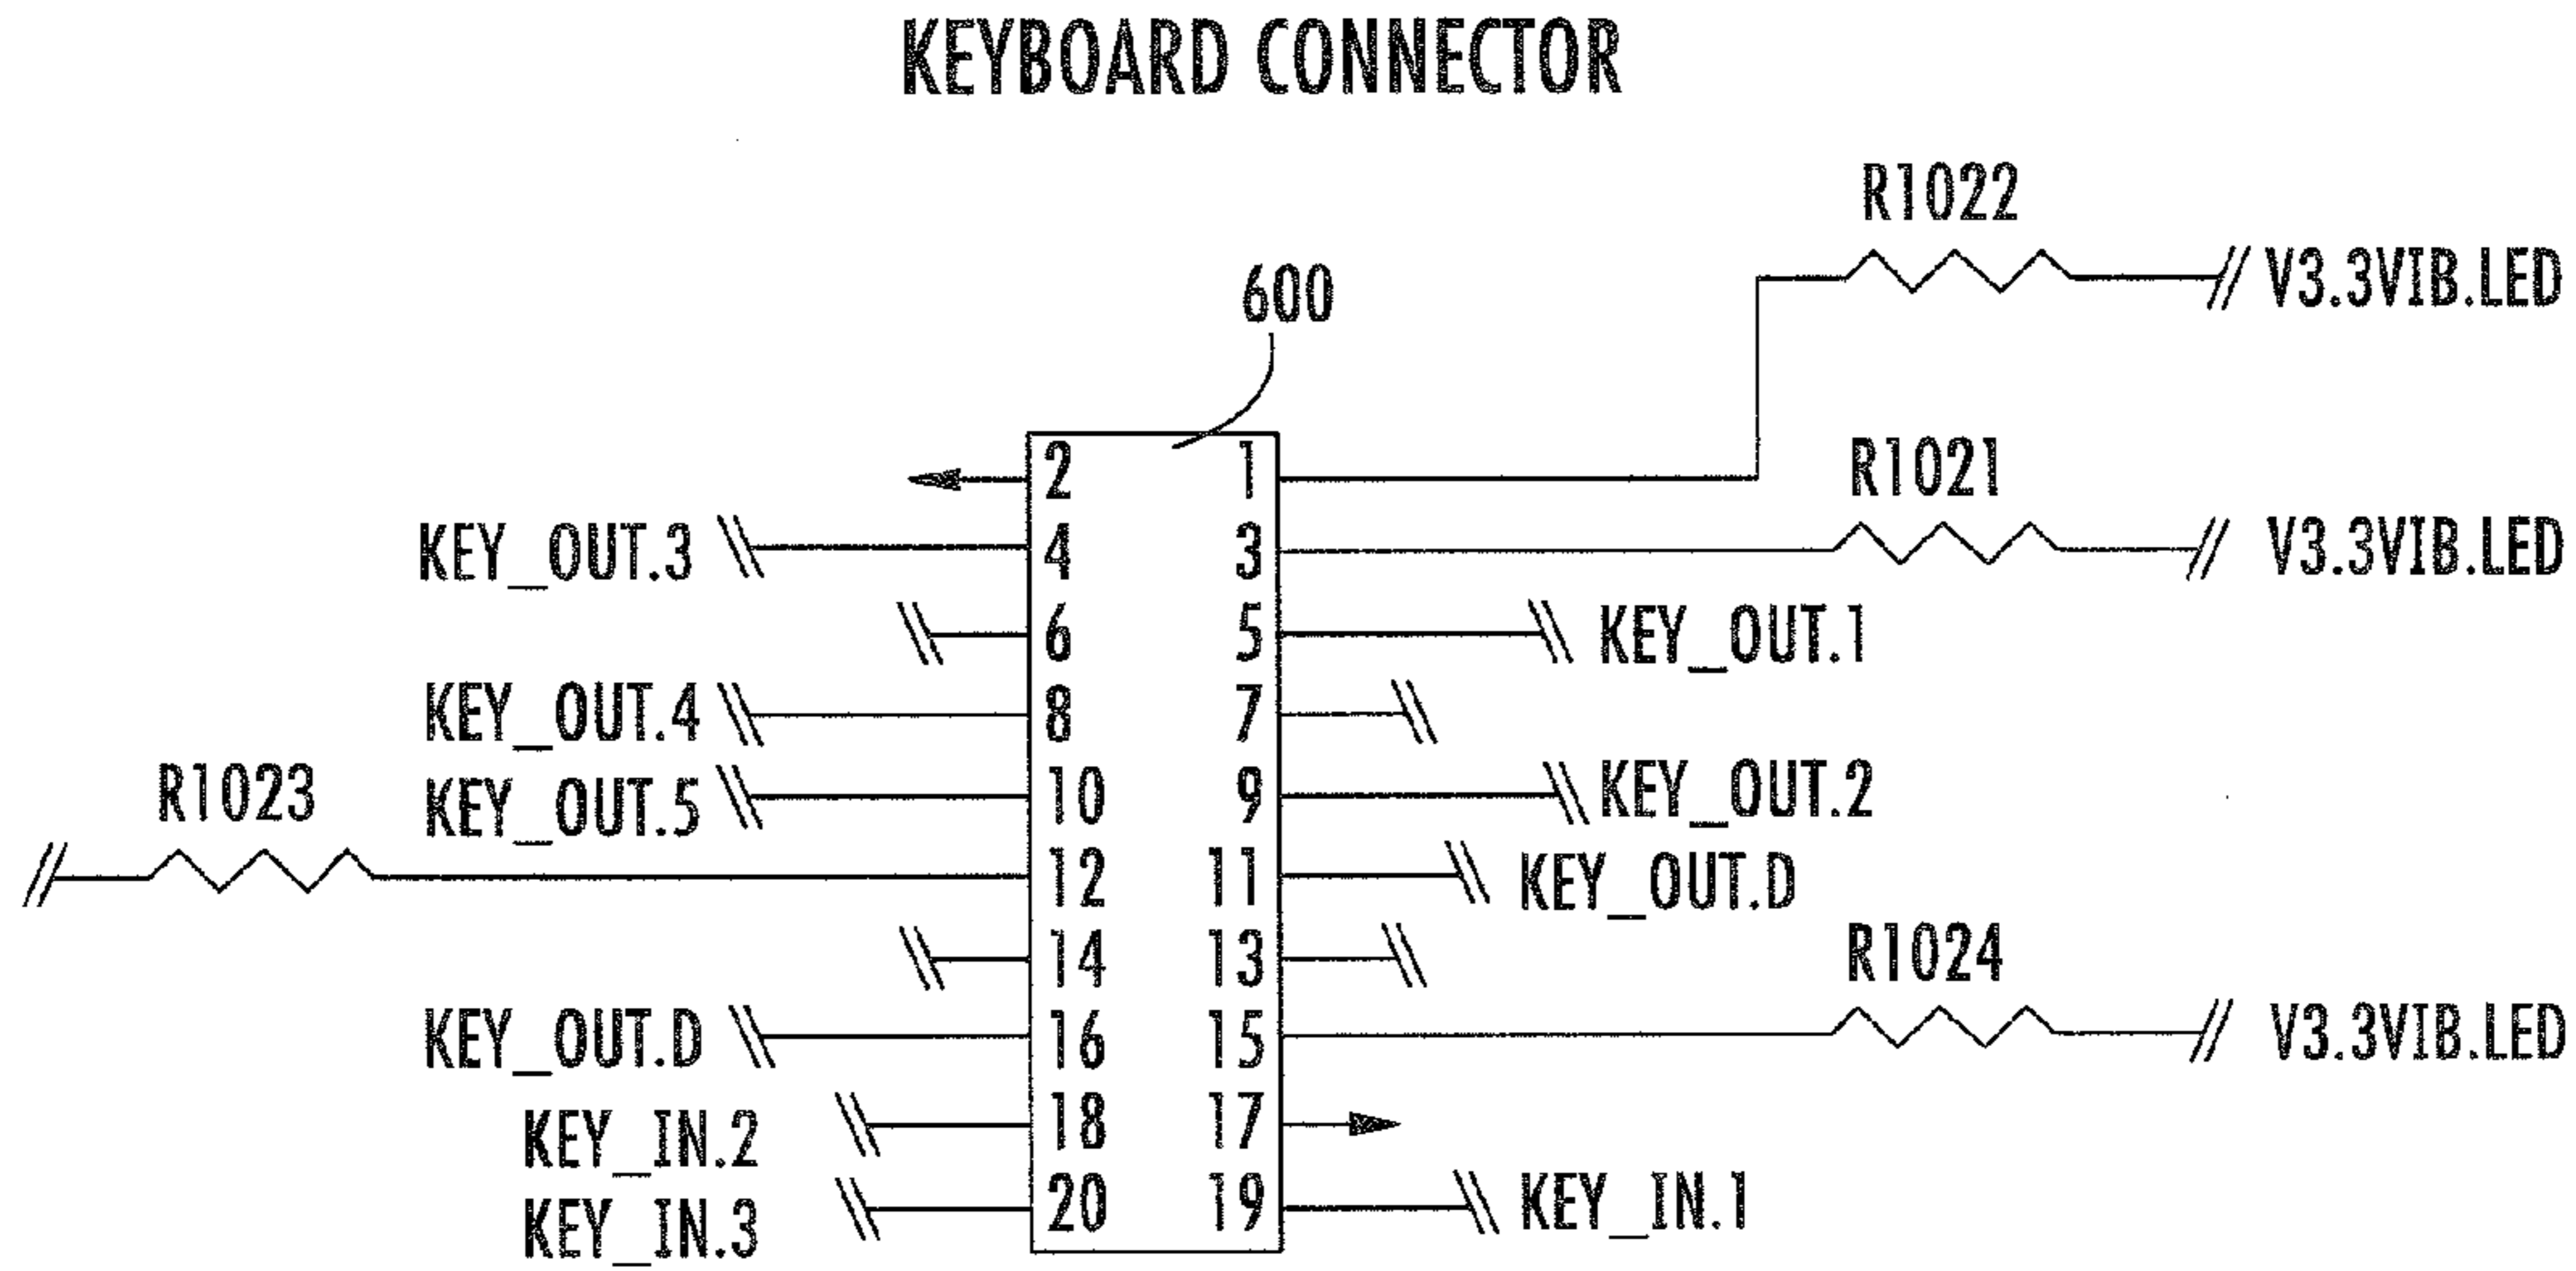 KEYBOARD CONNECTOR
R1022
V3.3VIB.LED
600
2 1
R1021
KEY_OUT.3 4 3 V3.3VIB.LED
6 5 KEY_OUT.1
KEY_OUT.4 8 7
R1023 KEY_OUT.5 10 9 KEY_OUT.2
12 11 KEY_OUT.D
14 13 R1024
KEY_OUT.D 16 15 V3.3VIB.LED
KEY_IN.2 18 17
KEY_IN.3 20 19 KEY_IN.1